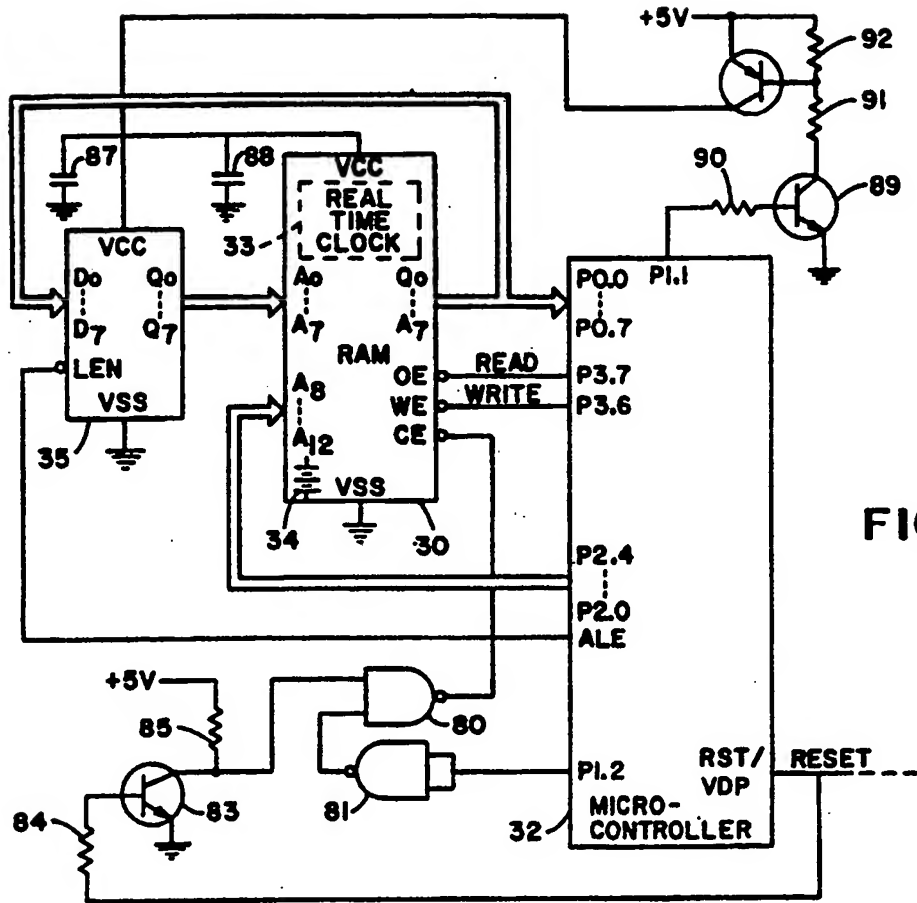 +5V
92
91
87
88
VCC
REAL
TIME
CLOCK
33
90
89
VCC
D0 Q0
D7 Q7
LEN
VSS
35
A0 Q0
A7 A7
RAM
A8
A12
OE
WE
CE
READ
WRITE
34
VSS
30
P0.0
P0.7
P1.1
P3.7
P3.6
P2.4
P2.0
ALE
FIG
+5V
85
80
84
83
81
P1.2
RST/
VDP
RESET
32
MICRO-
CONTROLLER